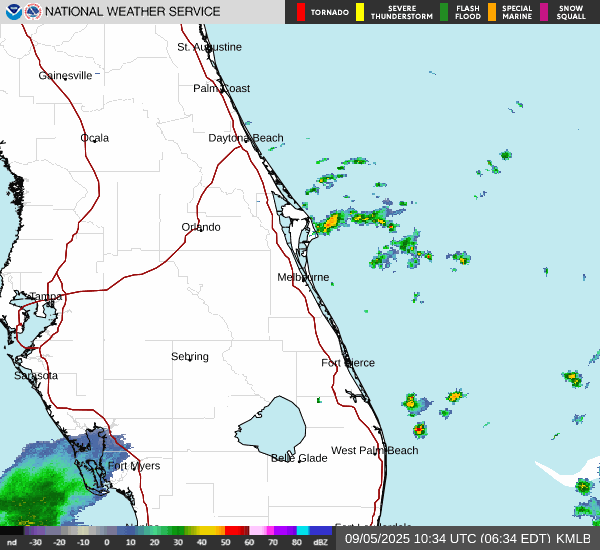 NATIONAL WEATHER SERVICE
TORNADO
SEVERE THUNDERSTORM
FLASH FLOOD
SPECIAL MARINE
SNOW SQUALL
St. Augustine
Gainesville
Palm Coast
Ocala
Daytona Beach
Orlando
Melbourne
Tampa
Sebring
Fort Pierce
Sarasota
West Palm Beach
Belle Glade
Fort Myers
nd -30 -20 -10 0 10 20 30 40 50 60 70 80 dBZ
09/05/2025 10:34 UTC (06:34 EDT) KMLB